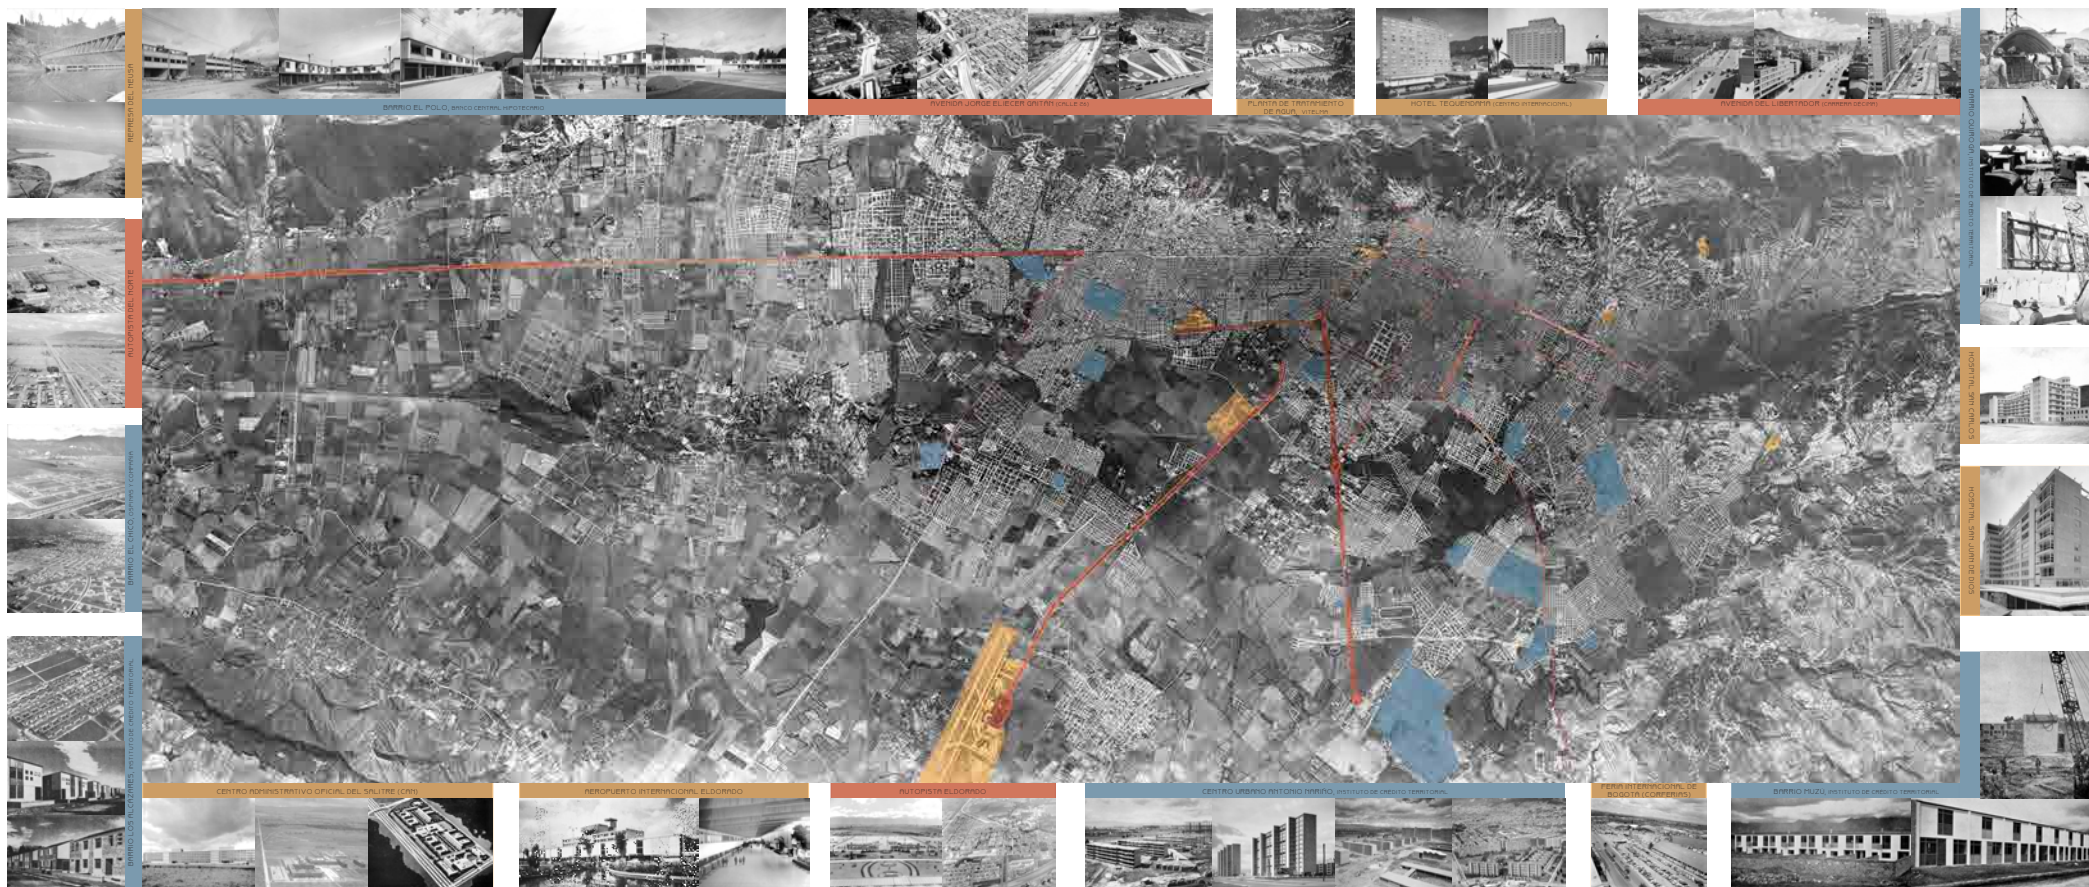 REPRESA DEL NEUSA
BARRIO EL POLO, BANCO CENTRAL HIPOTECARIO
AVENIDA JORGE ELIECER GAITAN (CALLE 26)
PLANTA DE TRATAMIENTO
DE AGUA, VITELMA
HOTEL TEQUENDAMA (CENTRO INTERNACIONAL)
AVENIDA DEL LIBERTADOR (CARRERA DECIMA)
BARRIO QUIROGA, INSTITUTO DE CREDITO TERRITORIAL
AUTOPISTA DEL NORTE
HOSPITAL SAN CARLOS
BARRIO EL CHICO, OSPINAS Y COMPAÑIA
HOSPITAL SAN JUAN DE DIOS
BARRIO LOS ALCAZARES, INSTITUTO DE CREDITO TERRITORIAL
CENTRO ADMINISTRATIVO OFICIAL DEL SALITRE (CAN)
AEROPUERTO INTERNACIONAL ELDORADO
AUTOPISTA ELDORADO
CENTRO URBANO ANTONIO NARIÑO, INSTITUTO DE CREDITO TERRITORIAL
FERIA INTERNACIONAL DE
BOGOTA (CORFERIAS)
BARRIO MUZU, INSTITUTO DE CREDITO TERRITORIAL